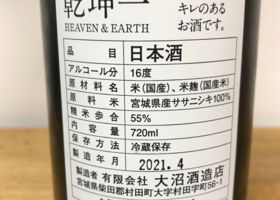 乾坤一
HEAVEN & EARTH
キレのある
お酒です。
品目 日本酒
アルコール分 16度
原材料名 米(国産)、米麹(国産米)
原料米 宮城県産ササニシキ100%
精米歩合 55%
内容量 720ml
保存方法 冷蔵保存
製造年月 2021.4
製造者 有限会社 大沼酒造店
宮城県柴田郡村田町大字村田字町56-1